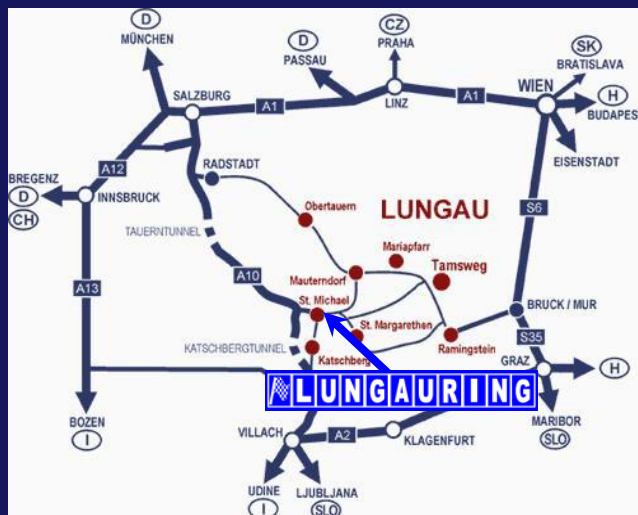 D
MÜNCHEN
D
PASSAU
CZ
PRAHA
SK
BRATISLAVA
SALZBURG
A1
LINZ
A1
WIEN
H
BUDAPES
EISENSTADT
A12
BREGENZ
D
CH
INNSBRUCK
RADSTADT
Obertauern
LUNGAU
S6
TAUERNTUNNEL
Mariapfarr
A10
Mauterndorf
Tamsweg
A13
St. Michael
BRUCK / MUR
St. Margarethen
KATSCHBERGTUNNEL
Katschberg
Ramingstein
S35
GRAZ
H
LUNGAURING
BOZEN
I
VILLACH
A2
KLAGENFURT
MARIBOR
SLO
UDINE
I
LJUBLJANA
SLO